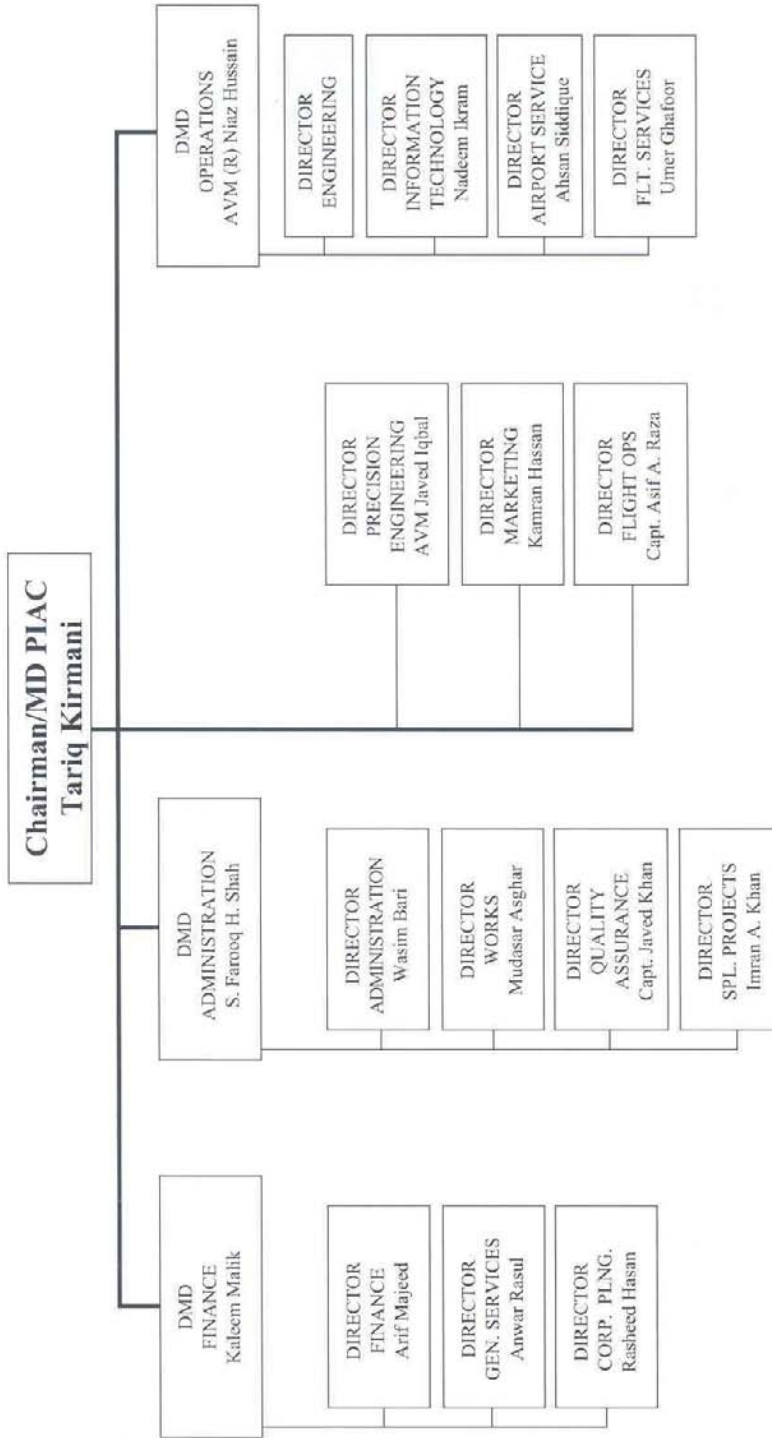 Chairman/MD PIAC
Tariq Kirmani
DMD
FINANCE
Kaleem Malik
DIRECTOR
FINANCE
Arif Majeed
DIRECTOR
GEN. SERVICES
Anwar Rasul
DIRECTOR
CORP. PLNG.
Rasheed Hasan
DMD
ADMINISTRATION
S. Farooq H. Shah
DIRECTOR
ADMINISTRATION
Wasim Bari
DIRECTOR
WORKS
Mudasar Asghar
DIRECTOR
QUALITY
ASSURANCE
Capt. Javed Khan
DIRECTOR
SPL. PROJECTS
Imran A. Khan
DIRECTOR
PRECISION
ENGINEERING
AVM Javed Iqbal
DIRECTOR
MARKETING
Kamran Hassan
DIRECTOR
FLIGHT OPS
Capt. Asif A. Raza
DMD
OPERATIONS
AVM (R) Niaz Hussain
DIRECTOR
ENGINEERING
DIRECTOR
INFORMATION
TECHNOLOGY
Nadeem Ikram
DIRECTOR
AIRPORT SERVICE
Ahsan Siddique
DIRECTOR
FLT. SERVICES
Umer Ghafoor